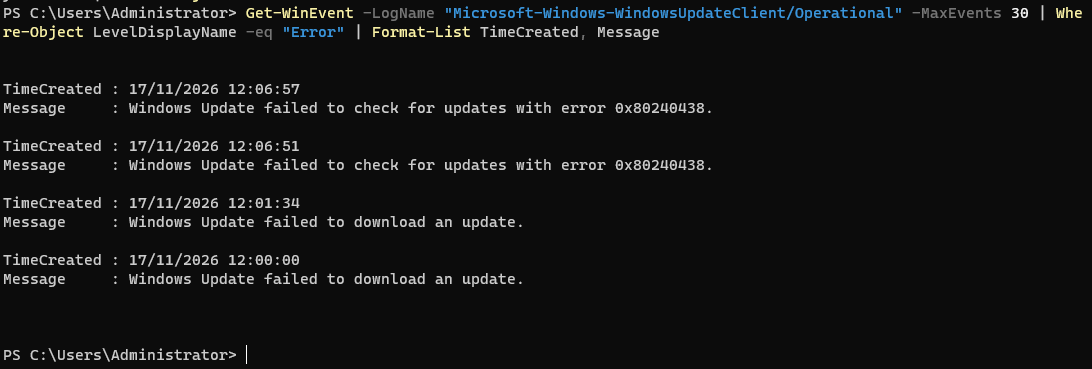 PS C:\Users\Administrator> Get-WinEvent -LogName "Microsoft-Windows-WindowsUpdateClient/Operational" -MaxEvents 30 | Whe
re-Object LevelDisplayName -eq "Error" | Format-List TimeCreated, Message
TimeCreated : 17/11/2026 12:06:57
Message     : Windows Update failed to check for updates with error 0x80240438.
TimeCreated : 17/11/2026 12:06:51
Message     : Windows Update failed to check for updates with error 0x80240438.
TimeCreated : 17/11/2026 12:01:34
Message     : Windows Update failed to download an update.
TimeCreated : 17/11/2026 12:00:00
Message     : Windows Update failed to download an update.
PS C:\Users\Administrator>